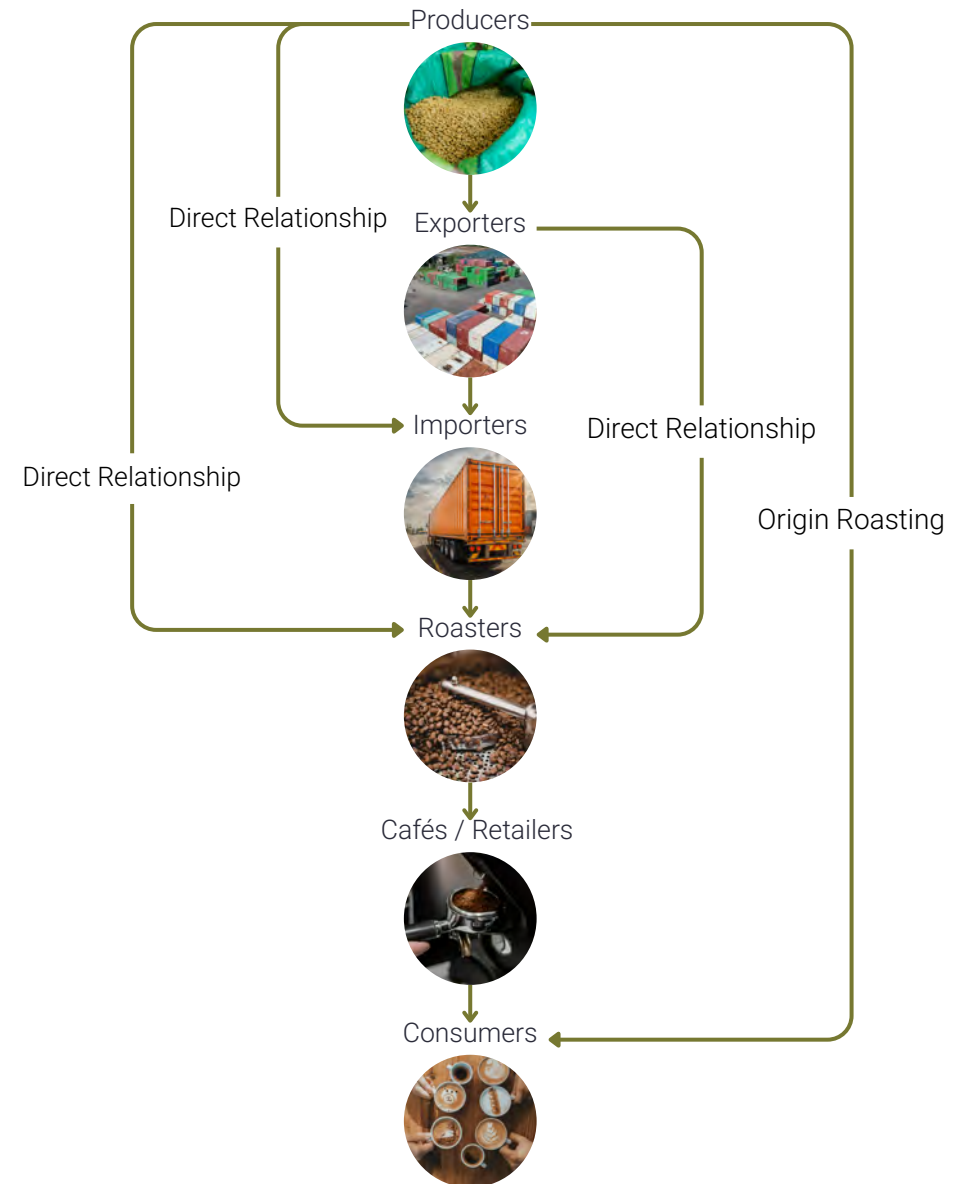 Producers
Direct Relationship
Exporters
Importers
Direct Relationship
Direct Relationship
Origin Roasting
Roasters
Cafés / Retailers
Consumers